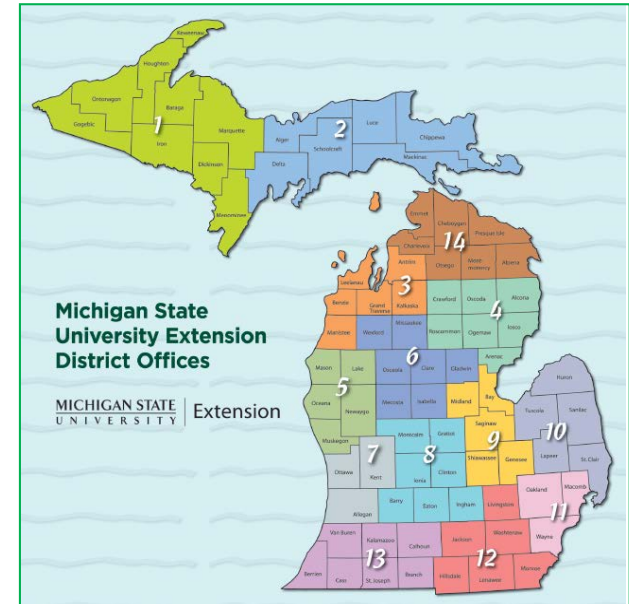 Keweenaw
Houghton
Ontonagon
Baraga
Gogebic
1
Marquette
Iron
Dickinson
Menominee
Alger
2
Luce
Chippewa
Schoolcraft
Delta
Mackinac
Emmet
Cheboygan
Presque Isle
14
Charlevoix
Antrim
Otsego
Mont-
morency
Alpena
Leelanau
3
Benzie
Grand
Traverse
Kalkaska
Crawford
Oscoda
Alcona
4
Manistee
Wexford
Missaukee
Roscommon
Ogemaw
Iosco
Michigan State
University Extension
District Offices
MICHIGAN STATE
UNIVERSITY
Extension
6
Arenac
Mason
Lake
Osceola
Clare
Gladwin
5
Huron
Oceana
Newaygo
Mecosta
Isabella
Midland
Bay
Tuscola
Sanilac
10
Muskegon
Montcalm
Gratiot
Saginaw
9
7
8
Ottawa
Kent
Ionia
Clinton
Shiawassee
Genesee
Lapeer
St. Clair
Allegan
Barry
Eaton
Ingham
Livingston
Oakland
Macomb
11
Van Buren
Kalamazoo
Calhoun
Jackson
Washtenaw
Wayne
13
12
Berrien
Cass
St. Joseph
Branch
Hillsdale
Lenawee
Monroe